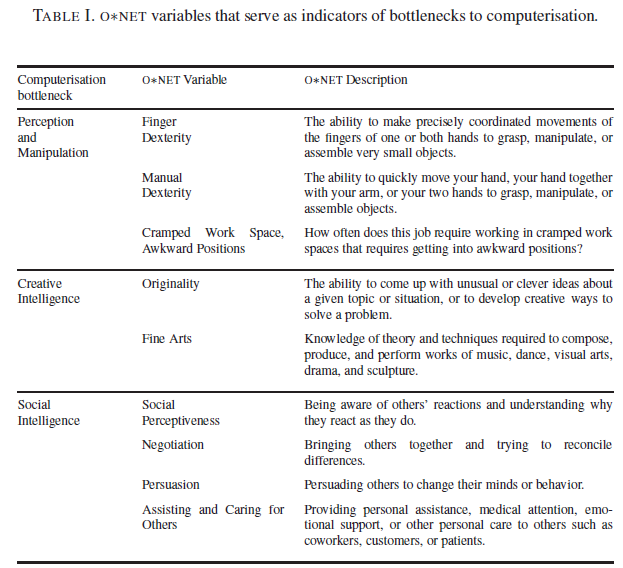 TABLE I. O∗NET variables that serve as indicators of bottlenecks to computerisation.
Computerisation bottleneck O∗NET Variable O∗NET Description
Perception and Manipulation
Finger Dexterity
The ability to make precisely coordinated movements of
the fingers of one or both hands to grasp, manipulate, or
assemble very small objects.
Manual Dexterity
The ability to quickly move your hand, your hand together
with your arm, or your two hands to grasp, manipulate, or
assemble objects.
Cramped Work Space,
Awkward Positions
How often does this job require working in cramped work
spaces that requires getting into awkward positions?
Creative Intelligence
Originality
The ability to come up with unusual or clever ideas about
a given topic or situation, or to develop creative ways to
solve a problem.
Fine Arts
Knowledge of theory and techniques required to compose,
produce, and perform works of music, dance, visual arts,
drama, and sculpture.
Social Intelligence
Social Perceptiveness
Being aware of others' reactions and understanding why
they react as they do.
Negotiation
Bringing others together and trying to reconcile
differences.
Persuasion
Persuading others to change their minds or behavior.
Assisting and Caring for
Others
Providing personal assistance, medical attention, emo-
tional support, or other personal care to others such as
coworkers, customers, or patients.